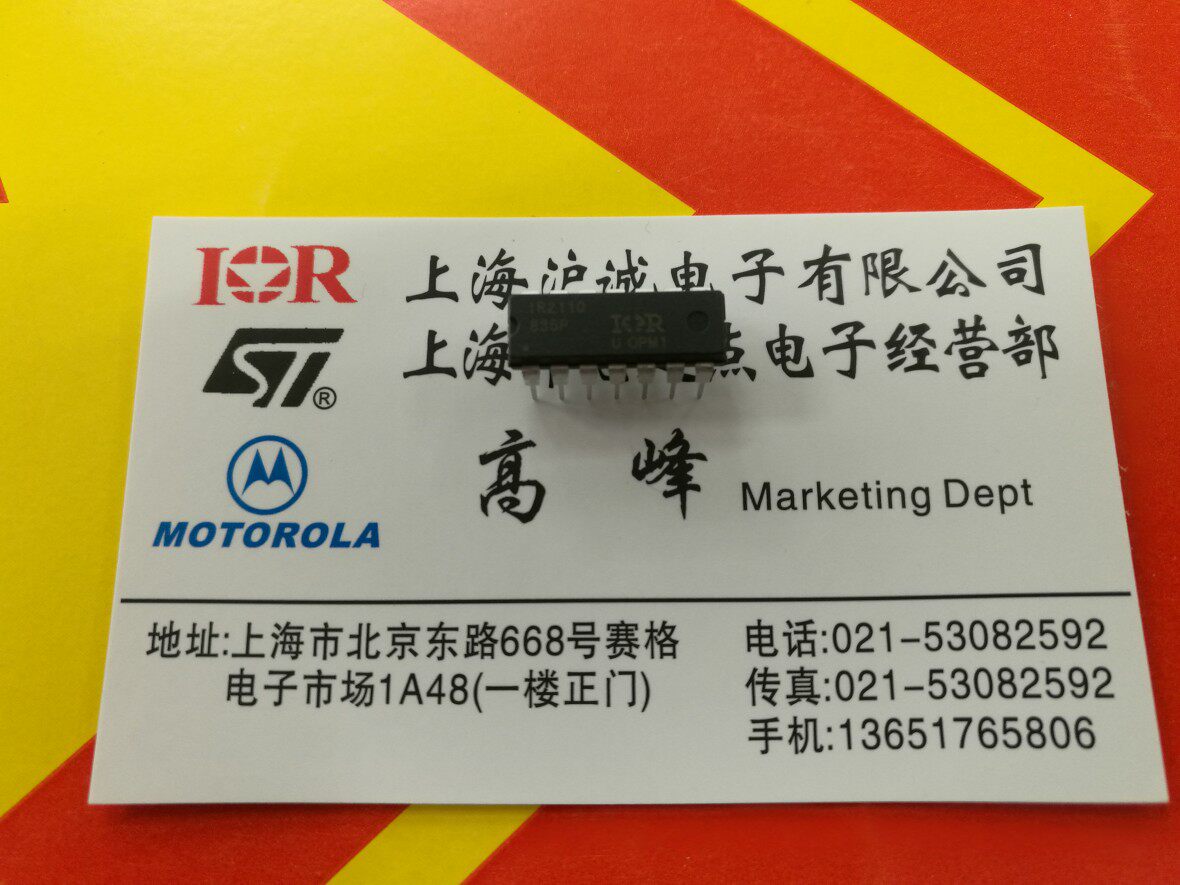 IOR
上海沪诚电子有限公司
ST®
上海 点电子经营部
IR2110
835P IOR
U OPM1
MOTOROLA
高峰 Marketing Dept
地址:上海市北京东路668号赛格
电子市场1A48(一楼正门)
电话:021-53082592
传真:021-53082592
手机:13651765806